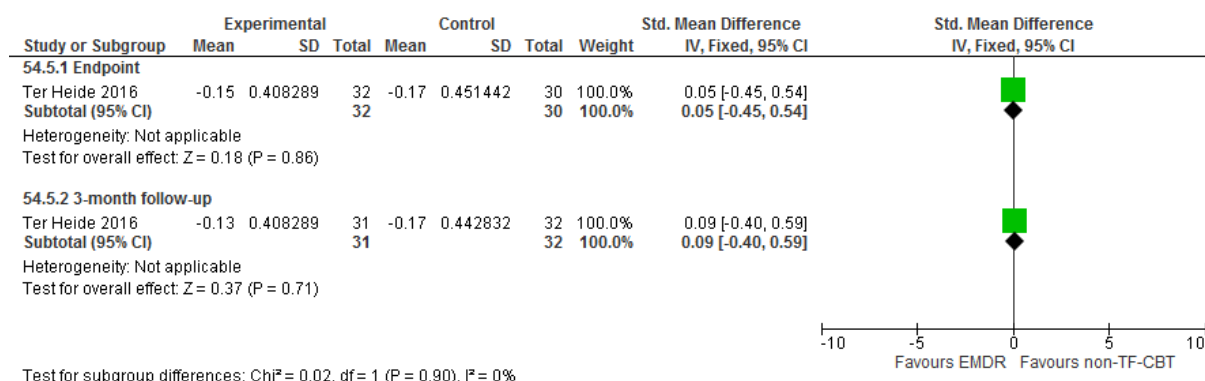 Experimental Control Std. Mean Difference Std. Mean Difference
Study or Subgroup Mean SD Total Mean SD Total Weight IV, Fixed, 95% CI IV, Fixed, 95% CI
54.5.1 Endpoint
Ter Heide 2016 -0.15 0.408289 32 -0.17 0.451442 30 100.0% 0.05 [-0.45, 0.54]
Subtotal (95% CI) 32 30 100.0% 0.05 [-0.45, 0.54]
Heterogeneity: Not applicable
Test for overall effect: Z = 0.18 (P = 0.86)
54.5.2 3-month follow-up
Ter Heide 2016 -0.13 0.408289 31 -0.17 0.442832 32 100.0% 0.09 [-0.40, 0.59]
Subtotal (95% CI) 31 32 100.0% 0.09 [-0.40, 0.59]
Heterogeneity: Not applicable
Test for overall effect: Z = 0.37 (P = 0.71)
-10 -5 0 5 10
Favours EMDR Favours non-TF-CBT
Test for subgroup differences: Chi² = 0.02, df = 1 (P = 0.90), I² = 0%